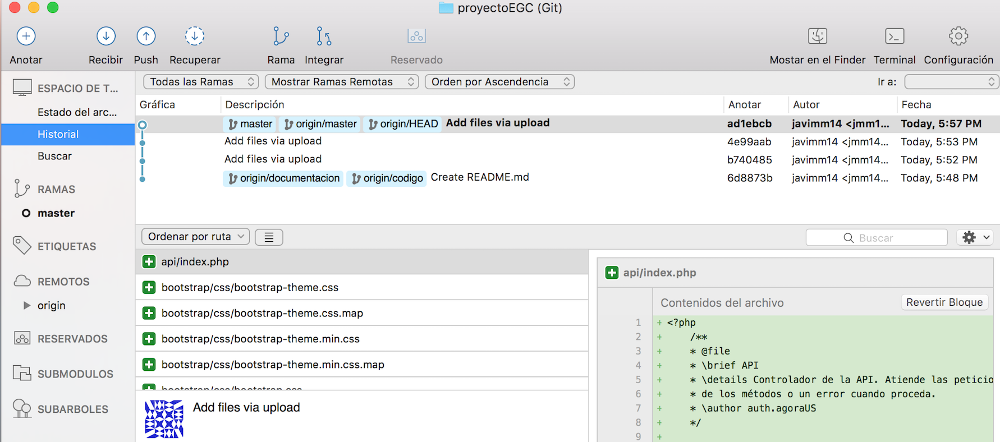 proyectoEGC (Git)
Anotar Recibir Push Recuperar Rama Integrar Reservado Mostar en el Finder Terminal Configuración
ESPACIO DE T...
Estado del arc...
Historial
Buscar
RAMAS
master
ETIQUETAS
REMOTOS
origin
RESERVADOS
SUBMODULOS
SUBARBOLES
Todas las Ramas Mostrar Ramas Remotas Orden por Ascendencia Ir a:
Gráfica Descripción Anotar Autor Fecha
master origin/master origin/HEAD Add files via upload ad1ebcb javimm14 <jmm1... Today, 5:57 PM
Add files via upload 4e99aab javimm14 <jmm14... Today, 5:53 PM
Add files via upload b740485 javimm14 <jmm14... Today, 5:52 PM
origin/documentacion origin/codigo Create README.md 6d8873b javimm14 <jmm14... Today, 5:48 PM
Ordenar por ruta Buscar
api/index.php
bootstrap/css/bootstrap-theme.css
bootstrap/css/bootstrap-theme.css.map
bootstrap/css/bootstrap-theme.min.css
bootstrap/css/bootstrap-theme.min.css.map
bootstrap/css/bootstrap.css
Add files via upload
api/index.php
Contenidos del archivo Revertir Bloque
1 + <?php
2 + /**
3 + * @file
4 + * \brief API
5 + * \details Controlador de la API. Atiende las peticio
6 + * de los métodos o un error cuando proceda.
7 + * \author auth.agoraUS
8 + */
9 +